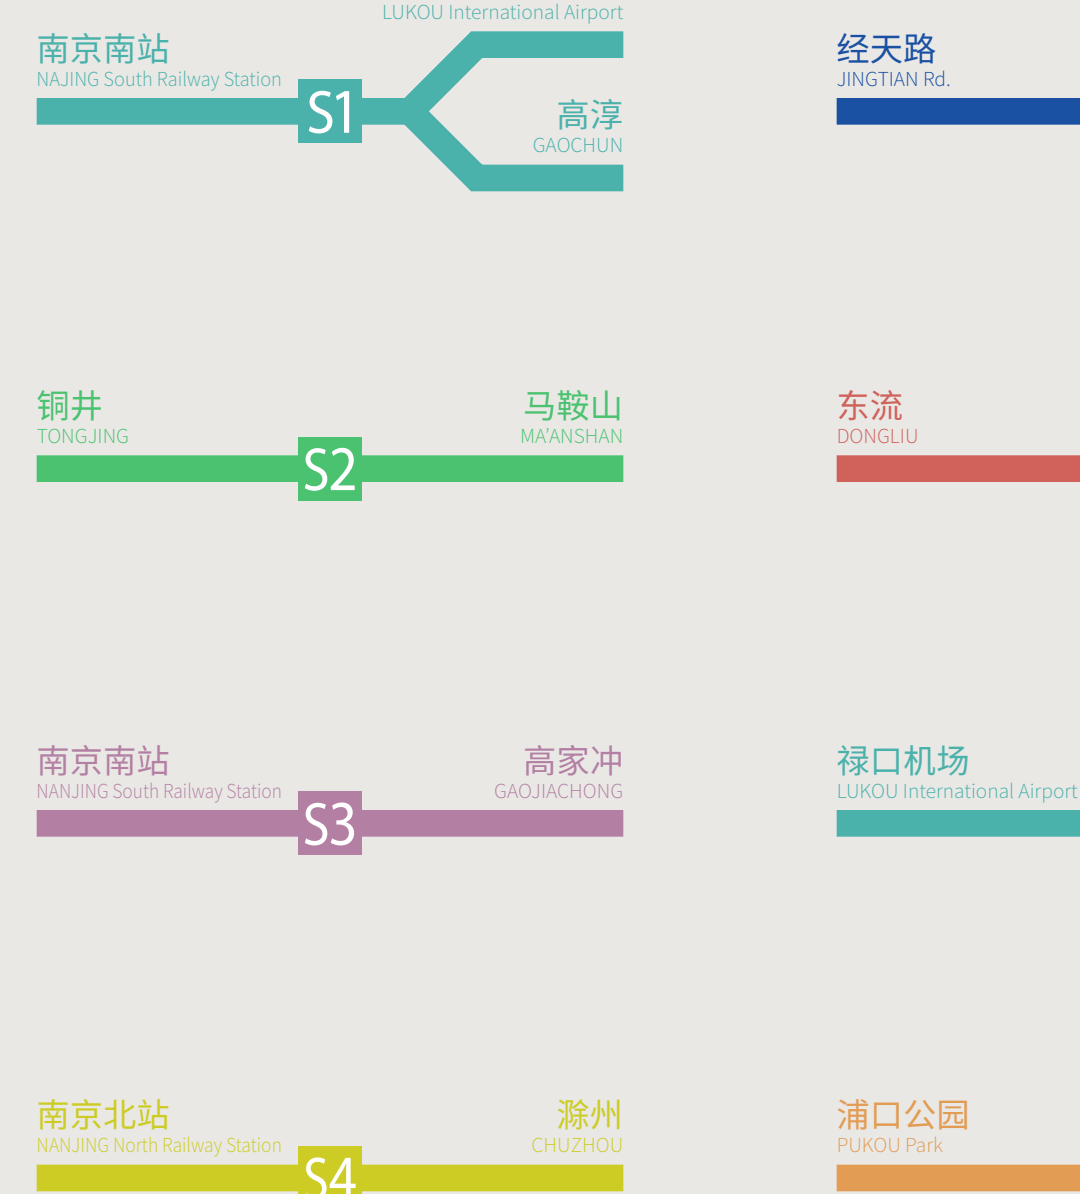 LUKOU International Airport
南京南站
NAJING South Railway Station
S1
高淳
GAOCHUN
经天路
JINGTIAN Rd.
铜井
TONGJING
S2
马鞍山
MA'ANSHAN
东流
DONGLIU
南京南站
NANJING South Railway Station
S3
高家冲
GAOJIACHONG
禄口机场
LUKOU International Airport
南京北站
NANJING North Railway Station
S4
滁州
CHUZHOU
浦口公园
PUKOU Park